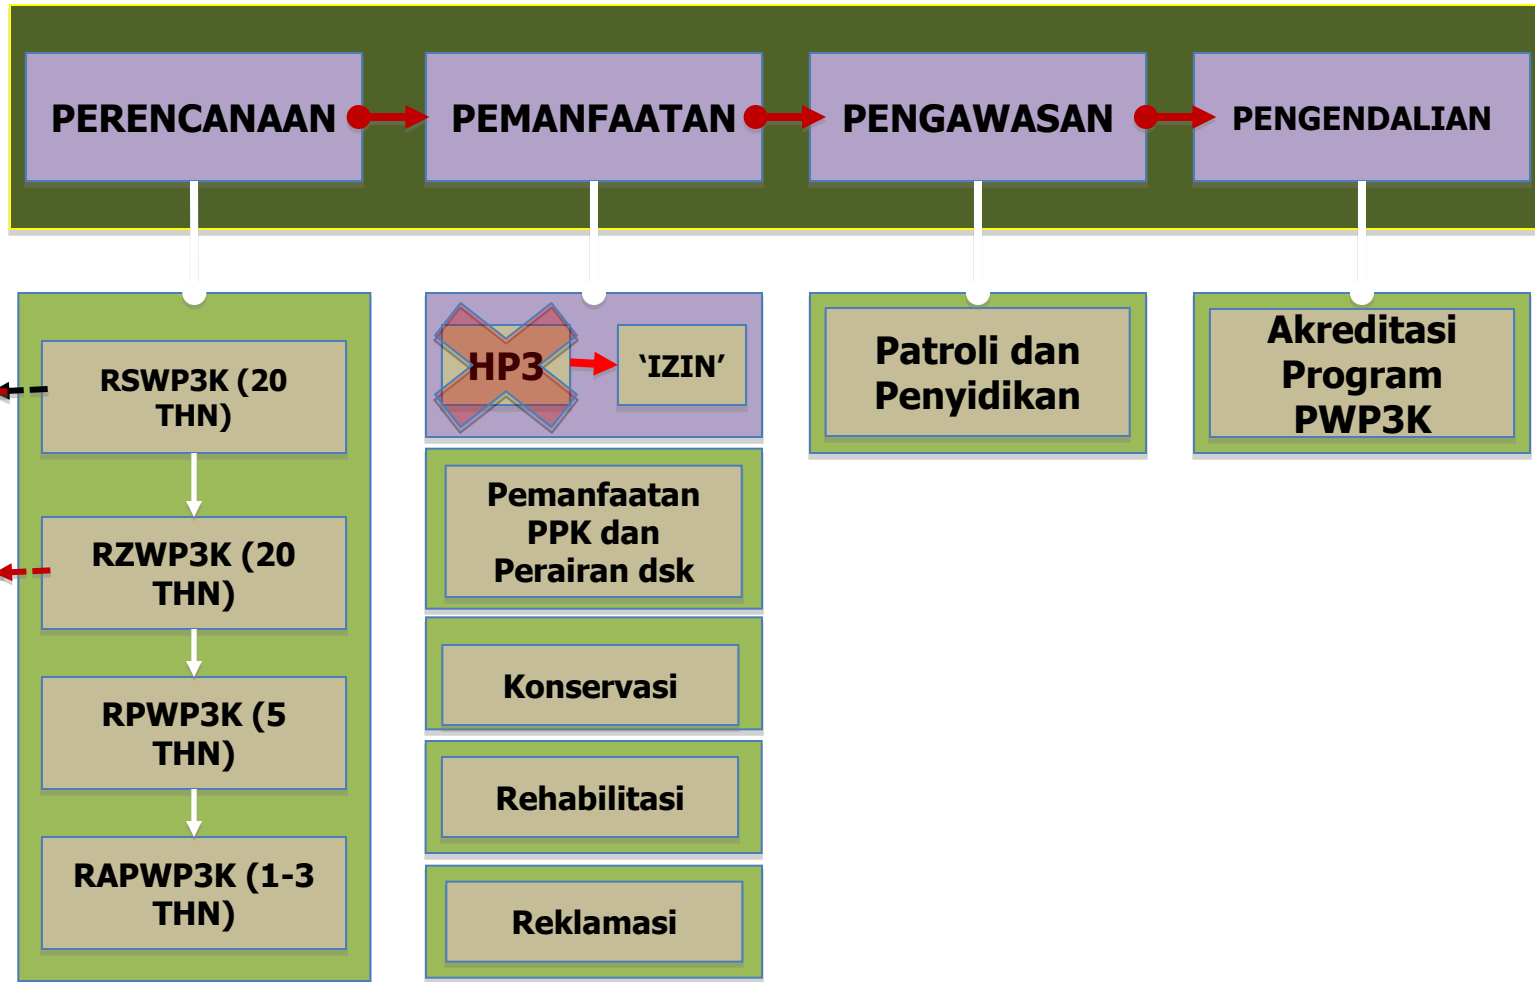 PERENCANAAN
PEMANFAATAN
PENGAWASAN
PENGENDALIAN
RSWP3K (20
THN)
RZWP3K (20
THN)
RPWP3K (5
THN)
RAPWP3K (1-3
THN)
HP3
‘IZIN’
Pemanfaatan
PPK dan
Perairan dsk
Konservasi
Rehabilitasi
Reklamasi
Patroli dan
Penyidikan
Akreditasi
Program
PWP3K